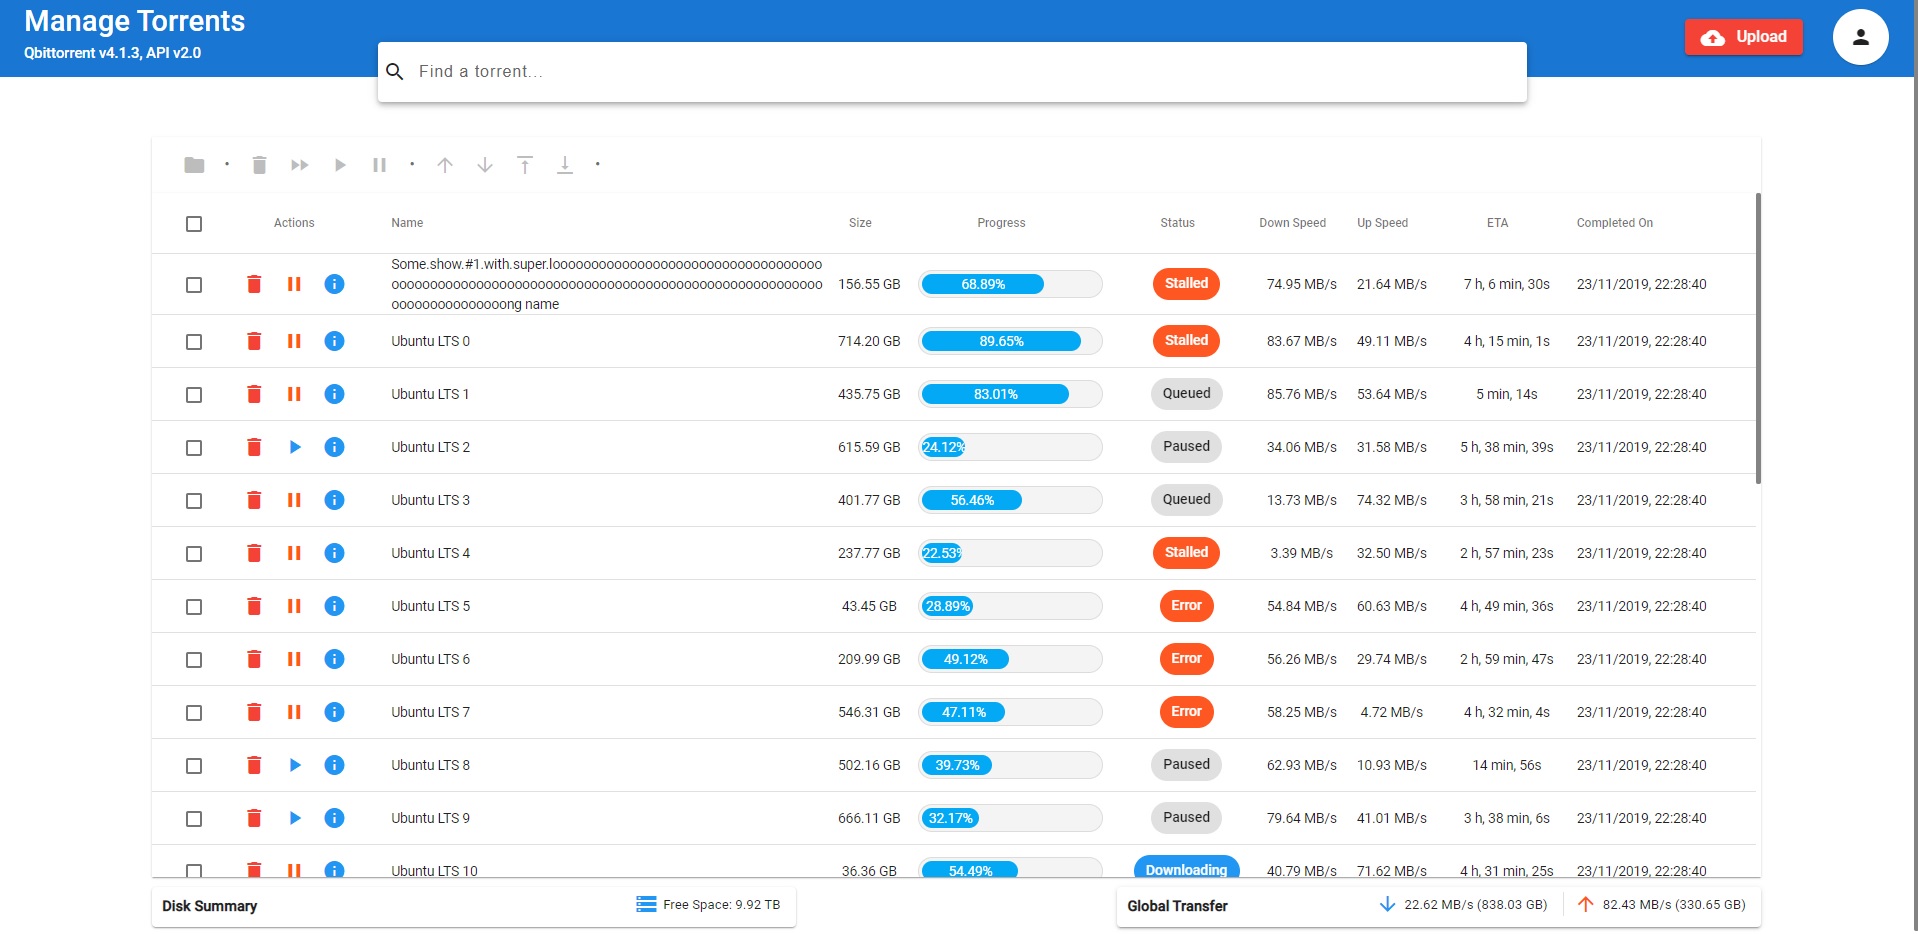 Manage Torrents
Qbittorrent v4.1.3, API v2.0
Find a torrent...
Upload
Actions Name Size Progress Status Down Speed Up Speed ETA Completed On
Some.show.#1.with.super.looooooooooooooooooooooooooooooooooo
oooooooooooooooooooooooooooooooooooooooooooooooooooooooo
ooooooooooooooong name
156.55 GB 68.89% Stalled 74.95 MB/s 21.64 MB/s 7 h, 6 min, 30s 23/11/2019, 22:28:40
Ubuntu LTS 0 714.20 GB 89.65% Stalled 83.67 MB/s 49.11 MB/s 4 h, 15 min, 1s 23/11/2019, 22:28:40
Ubuntu LTS 1 435.75 GB 83.01% Queued 85.76 MB/s 53.64 MB/s 5 min, 14s 23/11/2019, 22:28:40
Ubuntu LTS 2 615.59 GB 24.12% Paused 34.06 MB/s 31.58 MB/s 5 h, 38 min, 39s 23/11/2019, 22:28:40
Ubuntu LTS 3 401.77 GB 56.46% Queued 13.73 MB/s 74.32 MB/s 3 h, 58 min, 21s 23/11/2019, 22:28:40
Ubuntu LTS 4 237.77 GB 22.53% Stalled 3.39 MB/s 32.50 MB/s 2 h, 57 min, 23s 23/11/2019, 22:28:40
Ubuntu LTS 5 43.45 GB 28.89% Error 54.84 MB/s 60.63 MB/s 4 h, 49 min, 36s 23/11/2019, 22:28:40
Ubuntu LTS 6 209.99 GB 49.12% Error 56.26 MB/s 29.74 MB/s 2 h, 59 min, 47s 23/11/2019, 22:28:40
Ubuntu LTS 7 546.31 GB 47.11% Error 58.25 MB/s 4.72 MB/s 4 h, 32 min, 4s 23/11/2019, 22:28:40
Ubuntu LTS 8 502.16 GB 39.73% Paused 62.93 MB/s 10.93 MB/s 14 min, 56s 23/11/2019, 22:28:40
Ubuntu LTS 9 666.11 GB 32.17% Paused 79.64 MB/s 41.01 MB/s 3 h, 38 min, 6s 23/11/2019, 22:28:40
Ubuntu LTS 10 36.36 GB 54.49% Downloading 40.79 MB/s 71.62 MB/s 4 h, 31 min, 25s 23/11/2019, 22:28:40
Disk Summary Free Space: 9.92 TB
Global Transfer 22.62 MB/s (838.03 GB) 82.43 MB/s (330.65 GB)